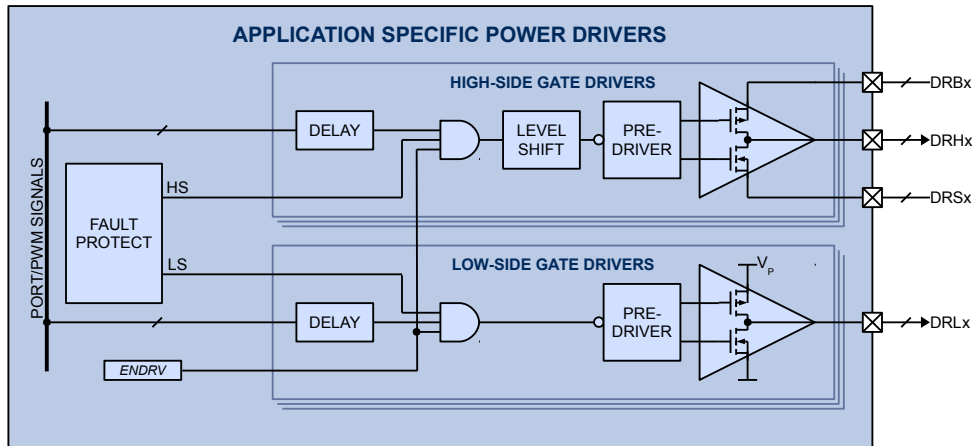 APPLICATION SPECIFIC POWER DRIVERS
HIGH-SIDE GATE DRIVERS
DRBx
DELAY
LEVEL
SHIFT
PRE-
DRIVER
DRHx
PORT/PWM SIGNALS
HS
FAULT
PROTECT
DRSx
LS
LOW-SIDE GATE DRIVERS
VP
DELAY
PRE-
DRIVER
DRLx
ENDRV